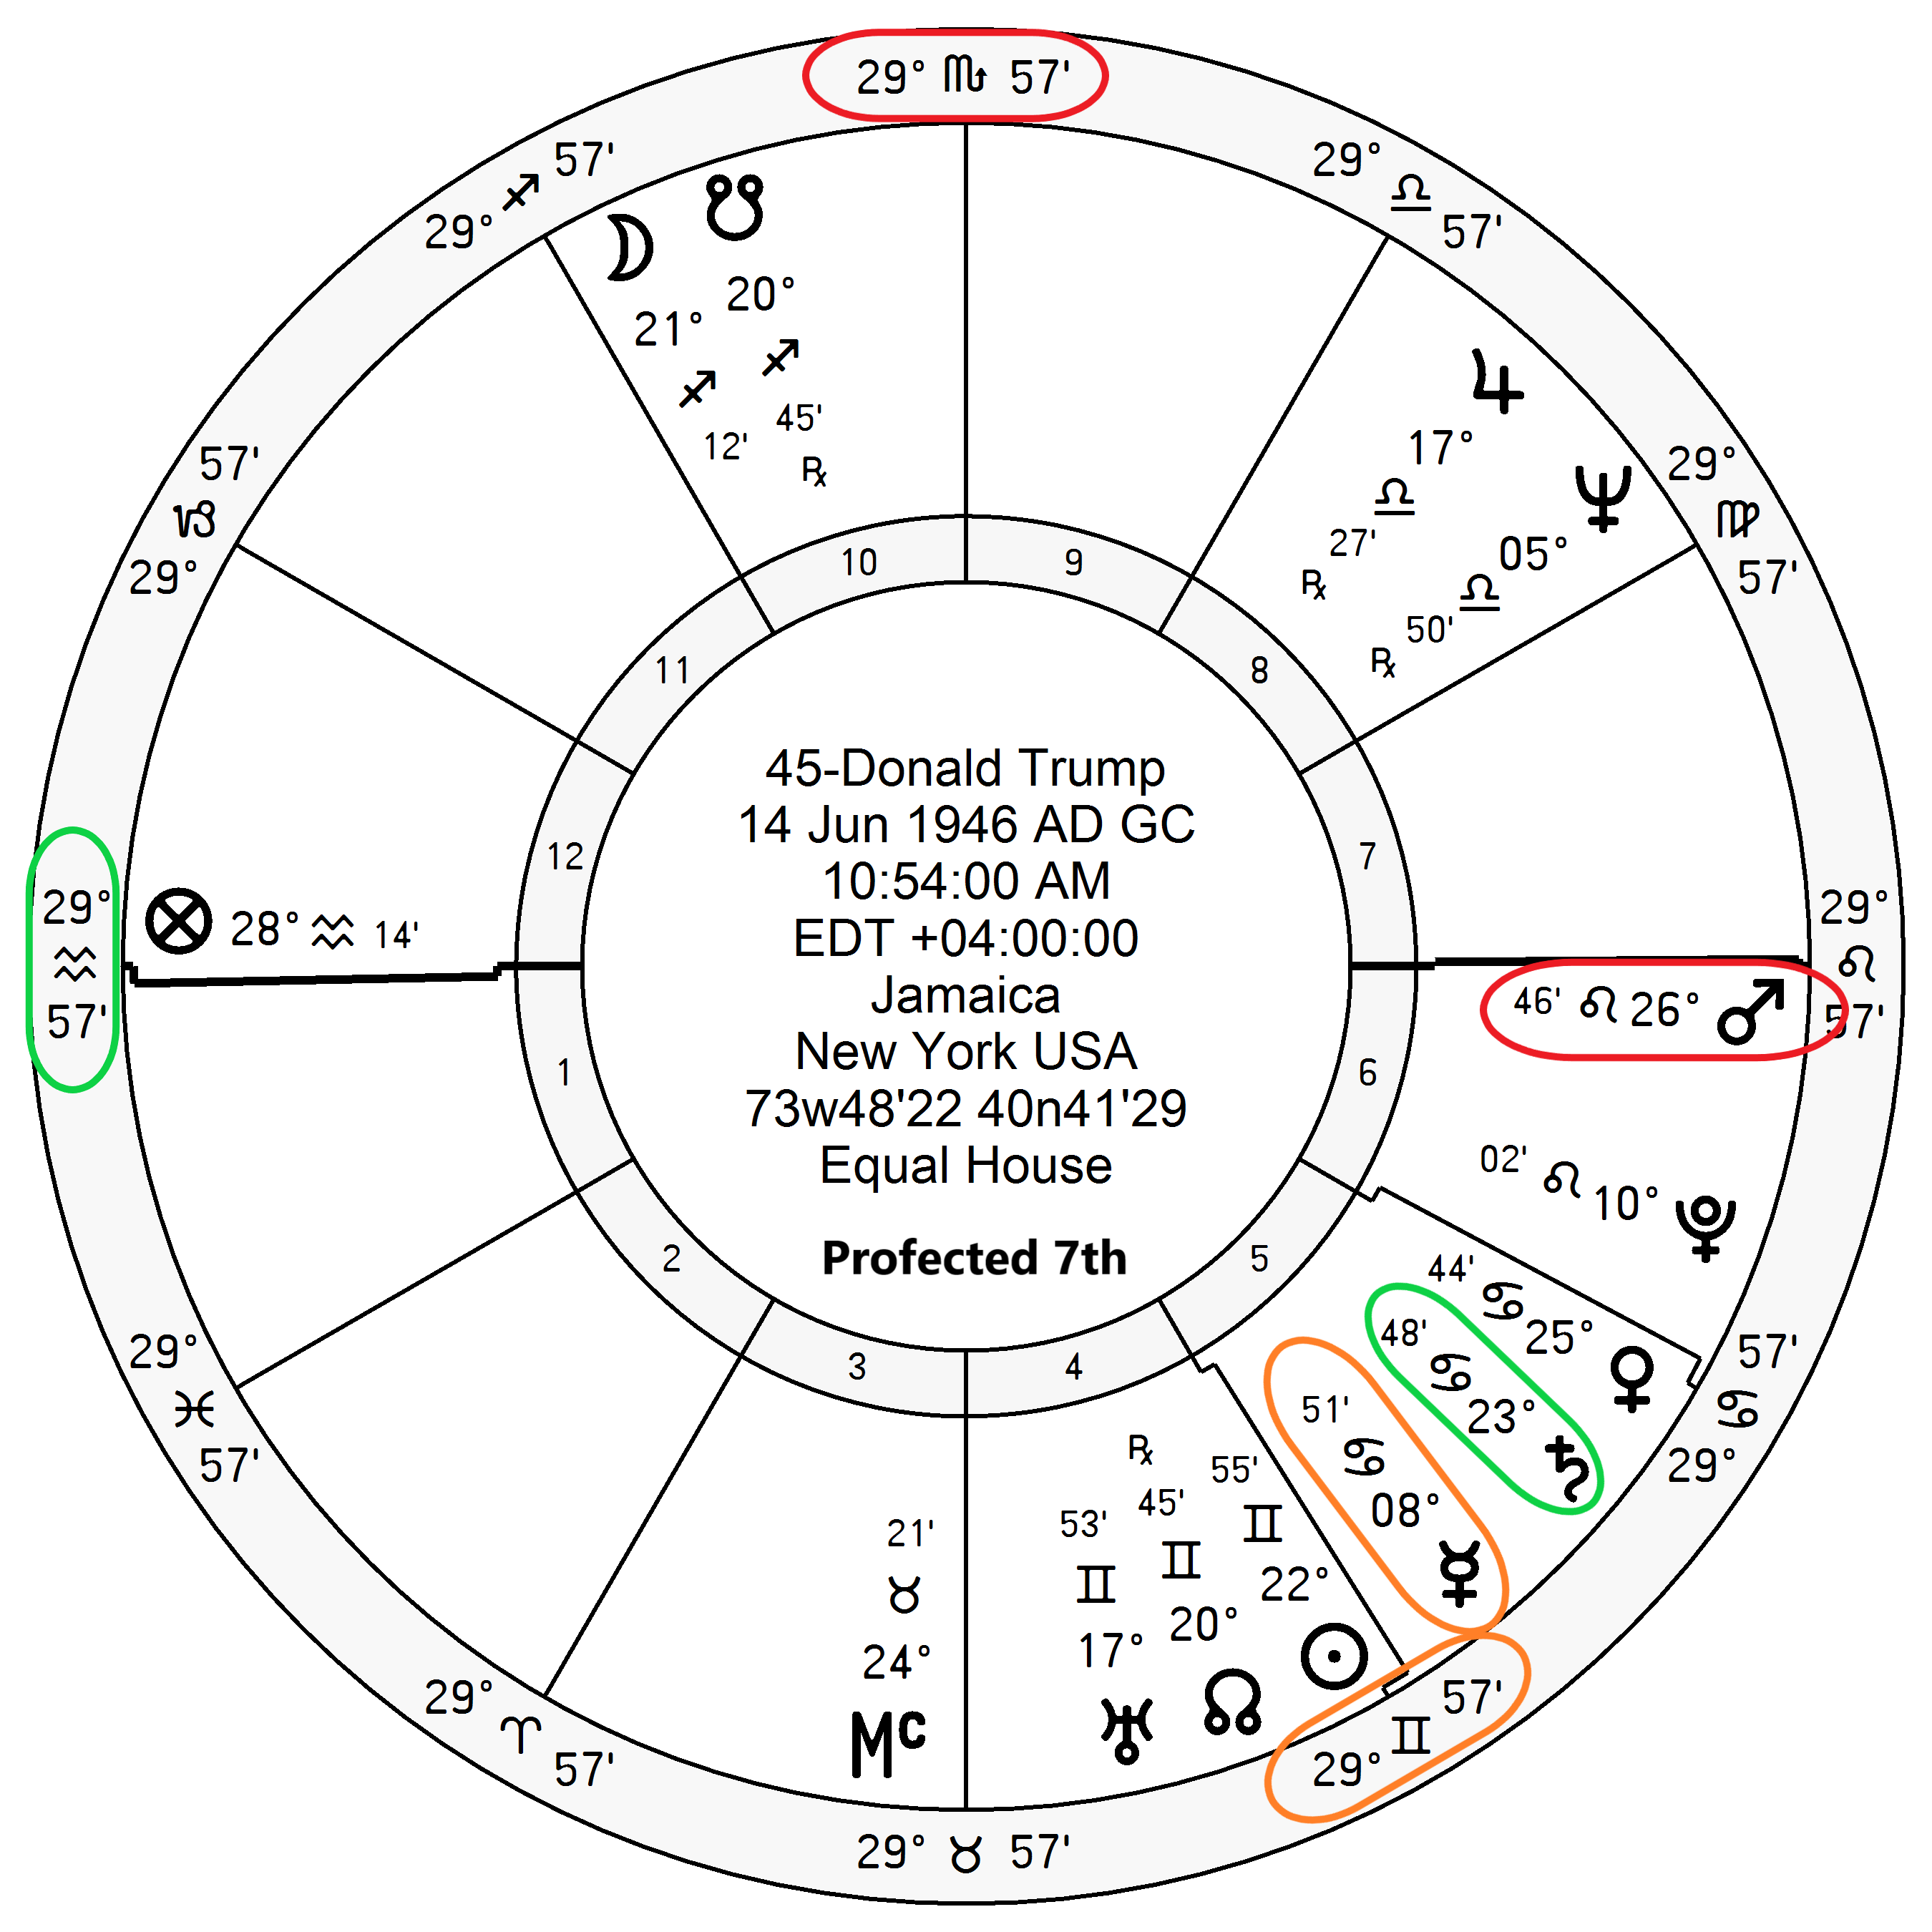 29° ♏ 57'
57' ♐ 29°
29° ♎ 57'
☽ ☋
21° ♐ 12'
20° ♐ 45' ℞
♃ 17° ♎ 27' ℞
♆ 05° ♎ 50' ℞
57' ♑ 29°
29° ♍ 57'
10
9
11
8
12
7
1
6
2
5
3
4
45-Donald Trump
14 Jun 1946 AD GC
10:54:00 AM
EDT +04:00:00
Jamaica
New York USA
73w48'22 40n41'29
Equal House
Profected 7th
29° ♒ 57'
⊗ 28° ♒ 14'
29° ♌ 57'
46' ♌ 26° ♂
02' ♌ 10° ♇
44' ♋ 25° ♀
48' ♋ 23° ♄
51' ♋ 08° ☿
55' ♊ 22° ☉
℞ 45' ♊ 20° ☊
53' ♊ 17° ♅
21' ♉ 24° MC
29° ♓ 57'
57' ♋ 29°
29° ♈ 57'
57' ♊ 29°
29° ♉ 57'